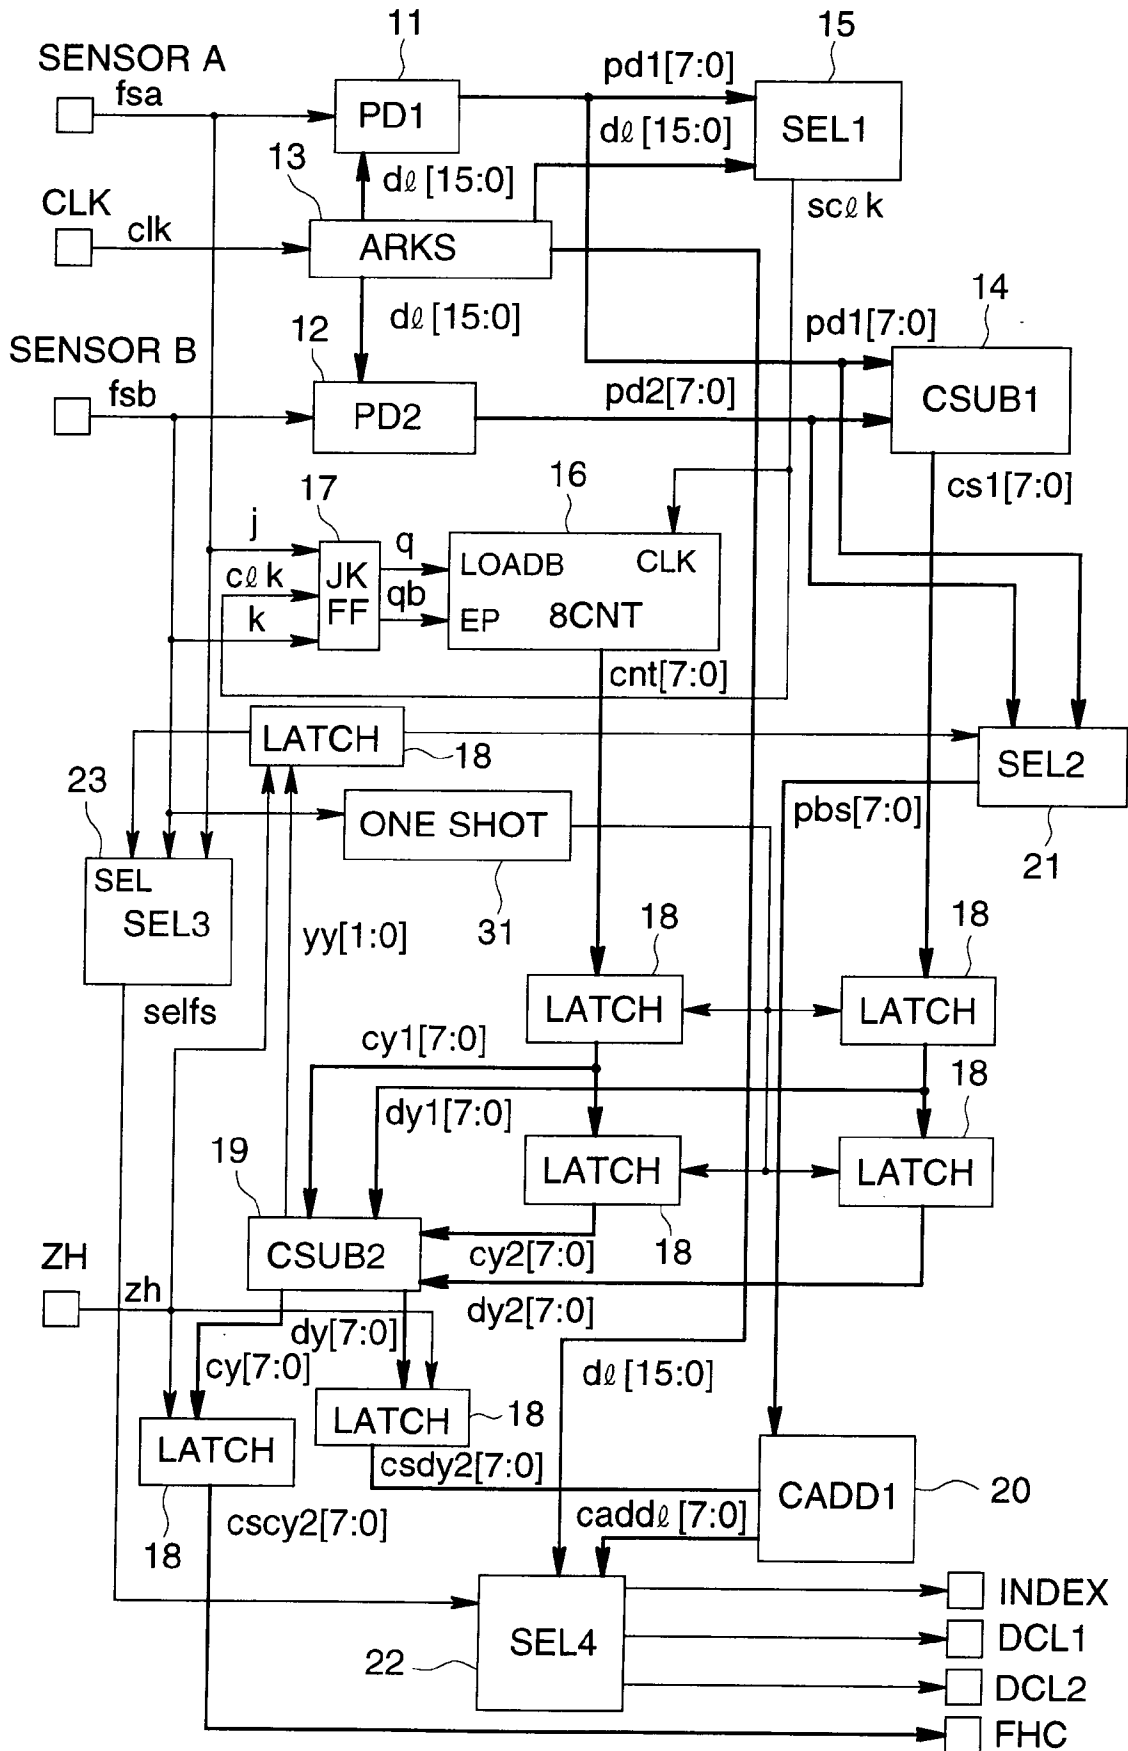 11
15
SENSOR A
fsa
PD1
pd1[7:0]
dℓ [15:0]
SEL1
13
dℓ [15:0]
CLK
clk
ARKS
scℓ k
14
dℓ [15:0]
12
pd1[7:0]
SENSOR B
fsb
PD2
pd2[7:0]
CSUB1
cs1[7:0]
17
16
j
q
cℓ k
JK
FF
LOADB
CLK
qb
k
EP
8CNT
cnt[7:0]
LATCH
18
SEL2
23
ONE SHOT
pbs[7:0]
21
SEL
SEL3
31
yy[1:0]
18
18
selfs
LATCH
LATCH
cy1[7:0]
18
dy1[7:0]
19
LATCH
LATCH
CSUB2
cy2[7:0]
18
ZH
zh
dy2[7:0]
dy[7:0]
cy[7:0]
dℓ [15:0]
LATCH
18
LATCH
csdy2[7:0]
CADD1
20
18
cscy2[7:0]
caddℓ [7:0]
INDEX
SEL4
DCL1
22
DCL2
FHC